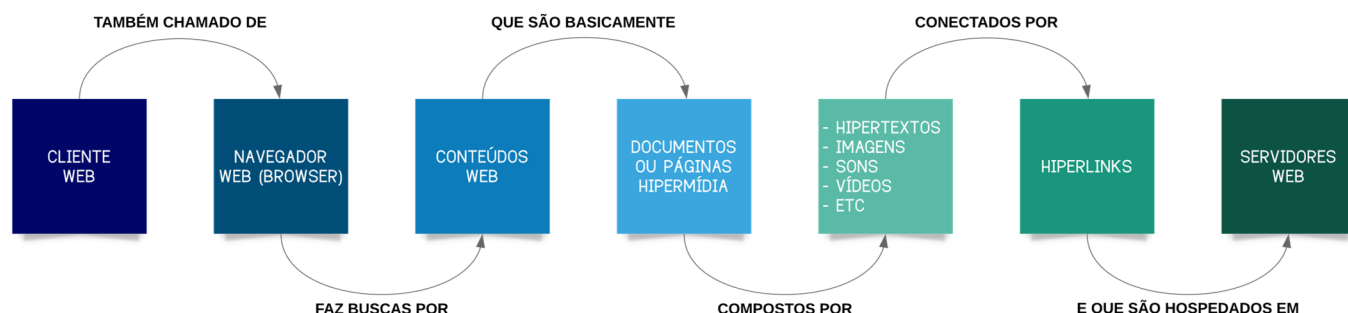 TAMBÉM CHAMADO DE
QUE SÃO BASICAMENTE
CONECTADOS POR
CLIENTE
WEB
NAVEGADOR
WEB (BROWSER)
CONTEÚDOS
WEB
DOCUMENTOS
OU PÁGINAS
HIPERMÍDIA
- HIPERTEXTOS
- IMAGENS
- SONS
- VÍDEOS
- ETC
HIPERLINKS
SERVIDORES
WEB
FAZ BUSCAS POR
COMPOSTOS POR
E QUE SÃO HOSPEDADOS EM